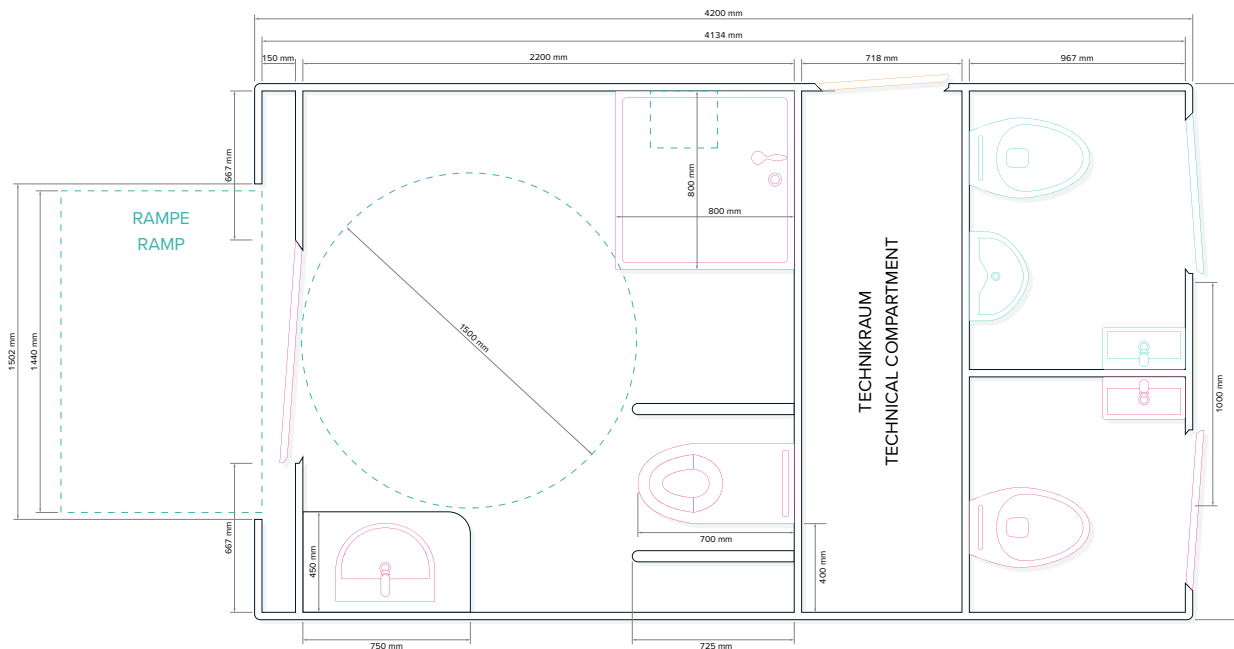 4200 mm
4134 mm
150 mm
2200 mm
718 mm
967 mm
667 mm
800 mm
800 mm
RAMPE
RAMP
1500 mm
1502 mm
1440 mm
TECHNIKRAUM
TECHNICAL COMPARTMENT
1000 mm
667 mm
450 mm
700 mm
400 mm
750 mm
725 mm